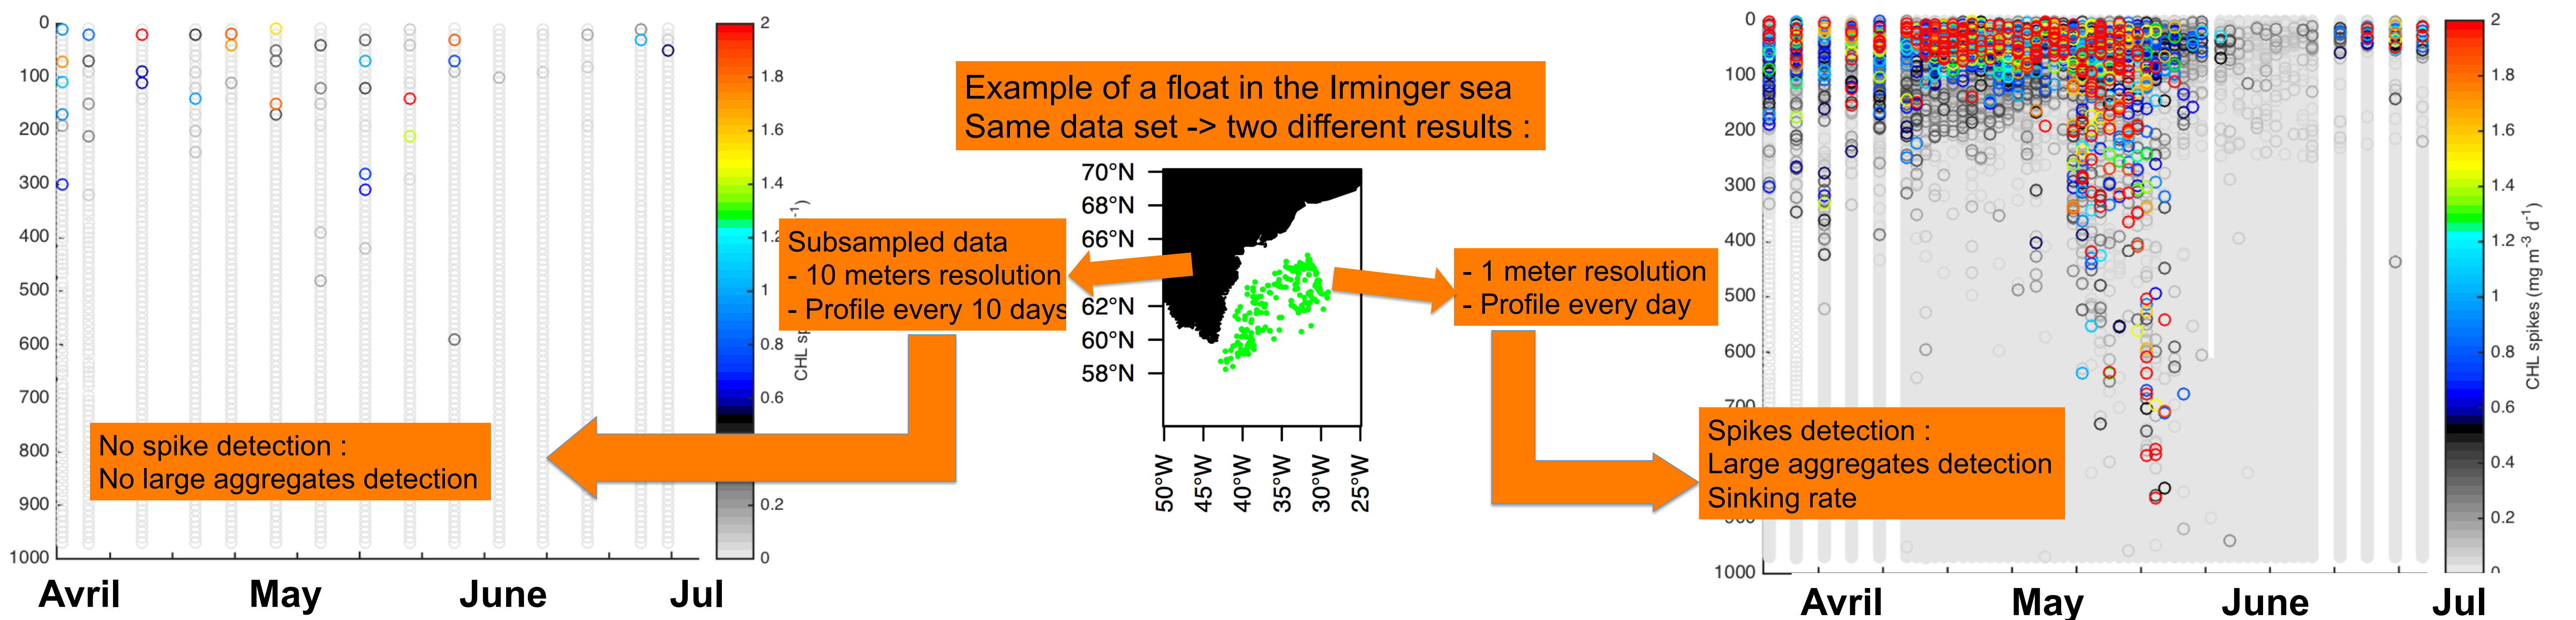 0
100
200
300
400
500
600
700
800
900
1000
Avril May June Jul
2
1.8
1.6
1.4
1.2
1
0.8
0.6
0.2
0
CHL sp
-1)
Example of a float in the Irminger sea
Same data set -> two different results :
Subsampled data
- 10 meters resolution
- Profile every 10 days
70°N
68°N
66°N
62°N
60°N
58°N
50°W 45°W 40°W 35°W 30°W 25°W
- 1 meter resolution
- Profile every day
No spike detection :
No large aggregates detection
Spikes detection :
Large aggregates detection
Sinking rate
0
100
200
300
400
500
600
700
900
1000
Avril May June Jul
2
1.8
1.6
1.4
1.2
1
0.8
0.6
0.4
0.2
0
CHL spikes (mg m-3 d-1)